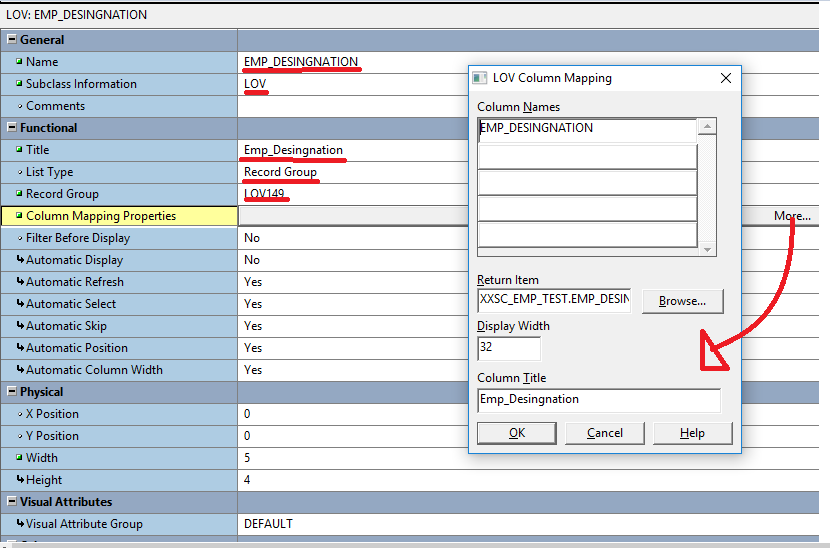 LOV: EMP_DESINGNATION
General
Name EMP_DESINGNATION
Subclass Information LOV
Comments
Functional
Title Emp_Desingnation
List Type Record Group
Record Group LOV149
Column Mapping Properties More...
Filter Before Display No
Automatic Display No
Automatic Refresh Yes
Automatic Select Yes
Automatic Skip Yes
Automatic Position Yes
Automatic Column Width Yes
Physical
X Position 0
Y Position 0
Width 5
Height 4
Visual Attributes
Visual Attribute Group DEFAULT
LOV Column Mapping
Column Names
EMP_DESINGNATION
Return Item
XXSC_EMP_TEST.EMP_DESIN
Browse...
Display Width
32
Column Title
Emp_Desingnation
OK Cancel Help